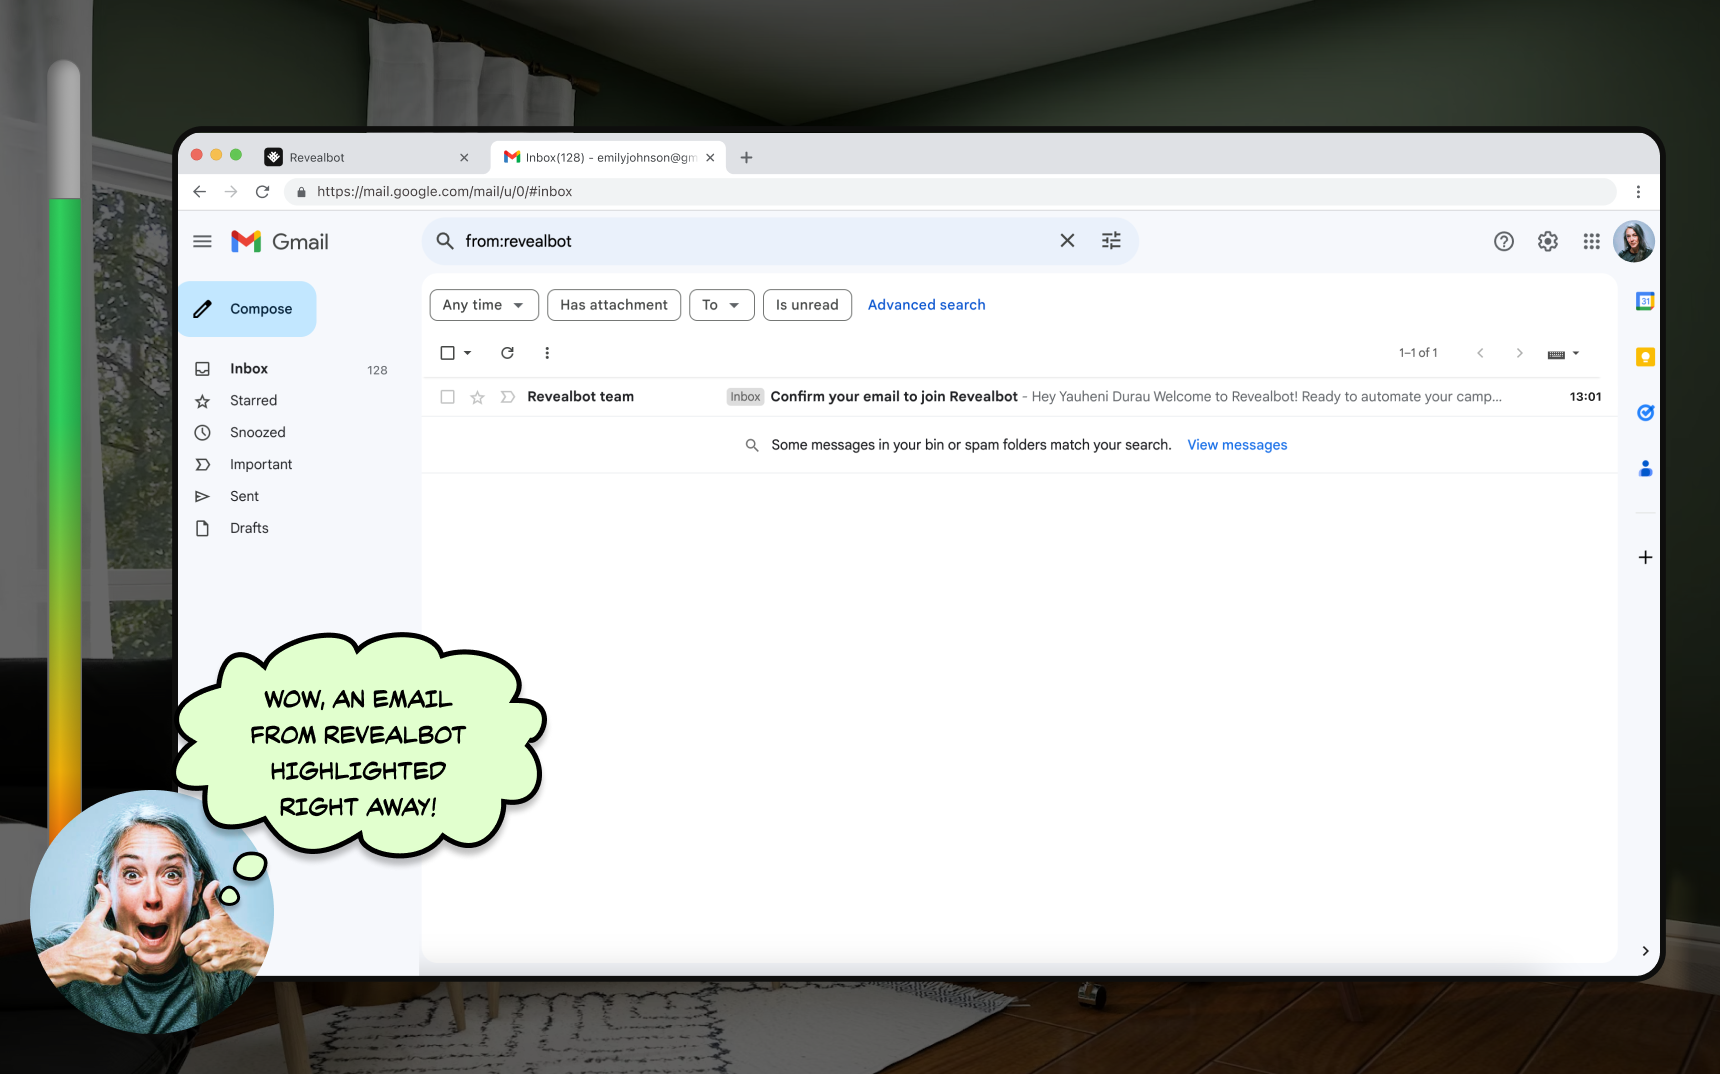 Revealbot
Inbox(128) - emilyjohnson@gm
https://mail.google.com/mail/u/0/#inbox
Gmail
from:revealbot
Compose
Any time
Has attachment
To
Is unread
Advanced search
31
Inbox 128
Starred
Snoozed
Important
Sent
Drafts
1–1 of 1
Revealbot team Inbox Confirm your email to join Revealbot - Hey Yauheni Durau Welcome to Revealbot! Ready to automate your camp... 13:01
Some messages in your bin or spam folders match your search. View messages
WOW, AN EMAIL
FROM REVEALBOT
HIGHLIGHTED
RIGHT AWAY!